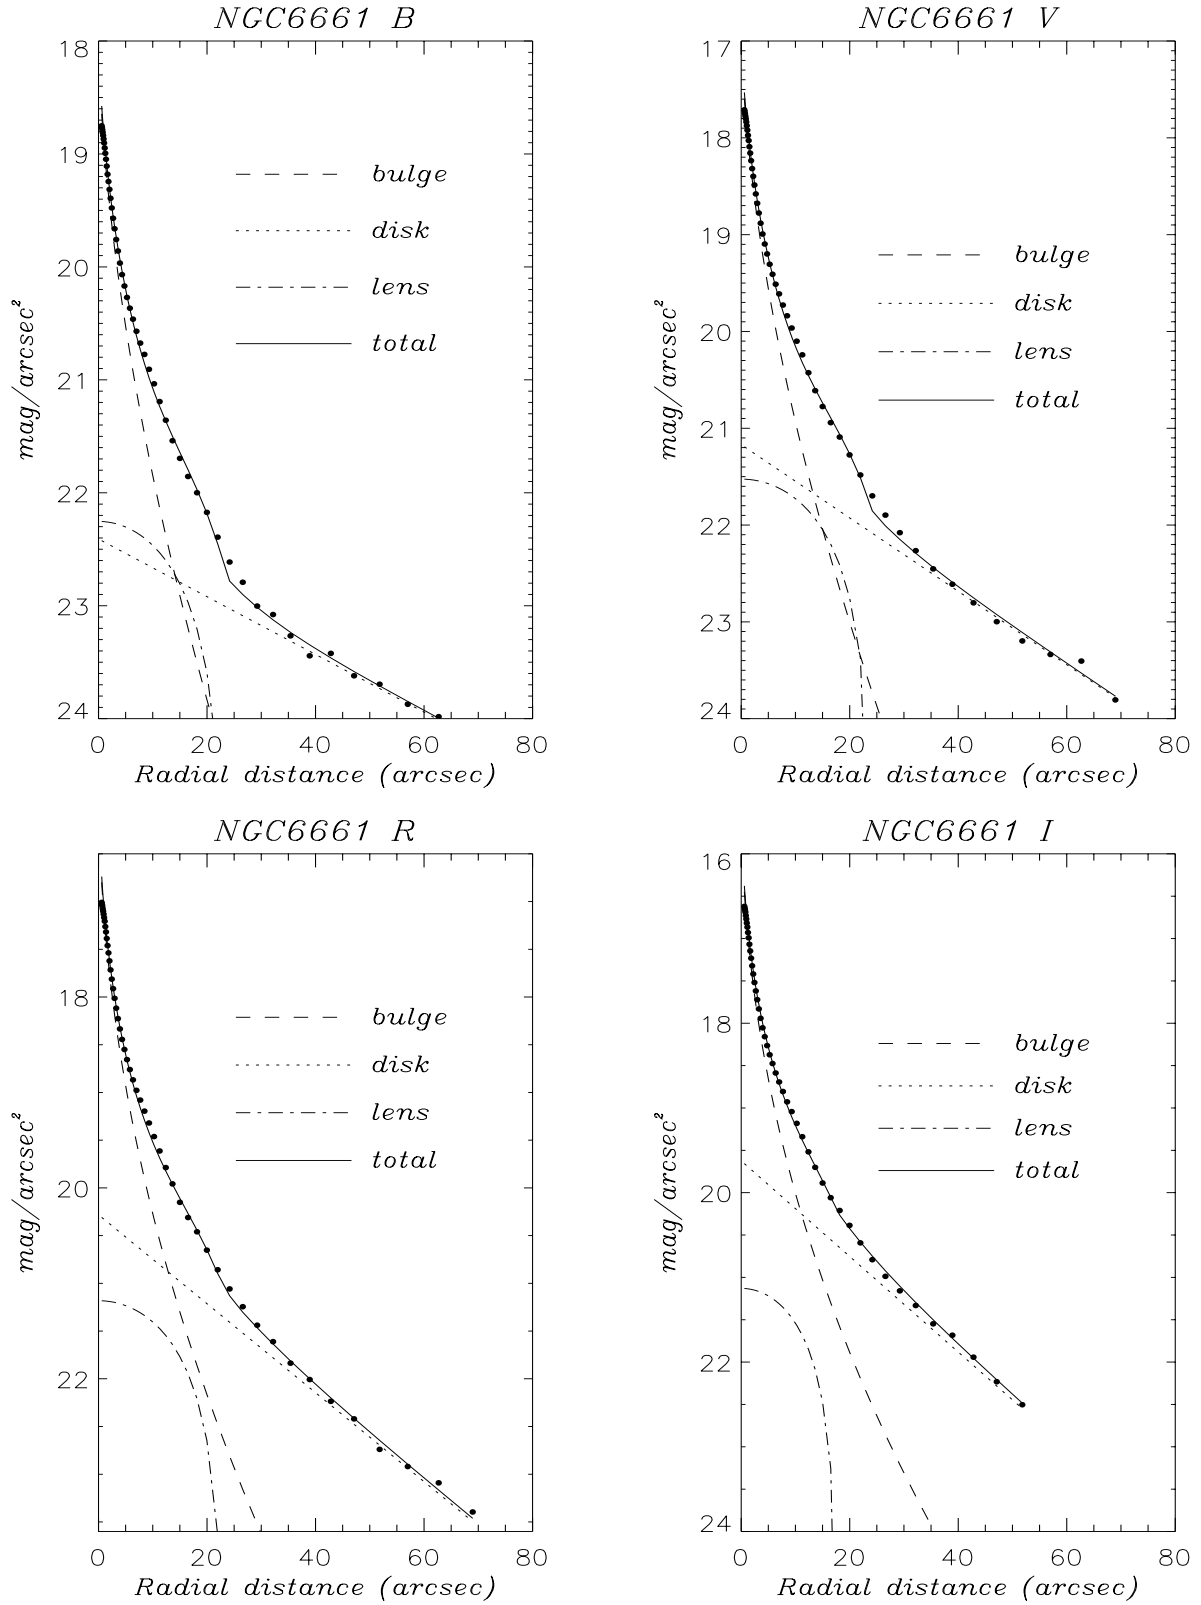 NGC6661 B
18
19
20
21
22
23
24
mag/arcsec²
bulge
disk
lens
total
0 20 40 60 80
Radial distance (arcsec)
NGC6661 V
17
18
19
20
21
22
23
24
mag/arcsec²
bulge
disk
lens
total
0 20 40 60 80
Radial distance (arcsec)
NGC6661 R
18
20
22
mag/arcsec²
bulge
disk
lens
total
0 20 40 60 80
Radial distance (arcsec)
NGC6661 I
16
18
20
22
24
mag/arcsec²
bulge
disk
lens
total
0 20 40 60 80
Radial distance (arcsec)